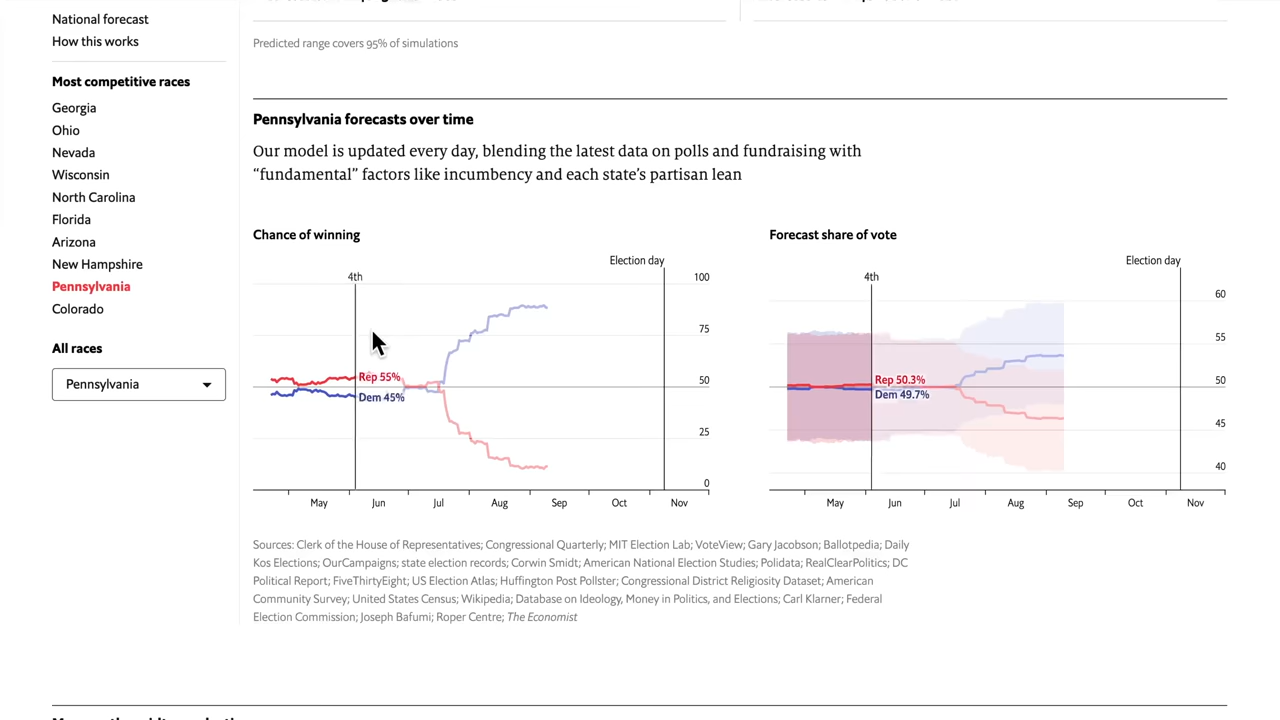 National forecast
How this works
Most competitive races
Georgia
Ohio
Nevada
Wisconsin
North Carolina
Florida
Arizona
New Hampshire
Pennsylvania
Colorado
All races
Pennsylvania
Predicted range covers 95% of simulations
Pennsylvania forecasts over time
Our model is updated every day, blending the latest data on polls and fundraising with
“fundamental” factors like incumbency and each state’s partisan lean
Chance of winning
Election day
4th
100
75
50
25
0
Rep 55%
Dem 45%
May Jun Jul Aug Sep Oct Nov
Forecast share of vote
Election day
4th
60
55
50
45
40
Rep 50.3%
Dem 49.7%
May Jun Jul Aug Sep Oct Nov
Sources: Clerk of the House of Representatives; Congressional Quarterly; MIT Election Lab; VoteView; Gary Jacobson; Ballotpedia; Daily
Kos Elections; OurCampaigns; state election records; Corwin Smidt; American National Election Studies; Polidata; RealClearPolitics; DC
Political Report; FiveThirtyEight; US Election Atlas; Huffington Post Pollster; Congressional District Religiosity Dataset; American
Community Survey; United States Census; Wikipedia; Database on Ideology, Money in Politics, and Elections; Carl Klarner; Federal
Election Commission; Joseph Bafumi; Roper Centre; The Economist